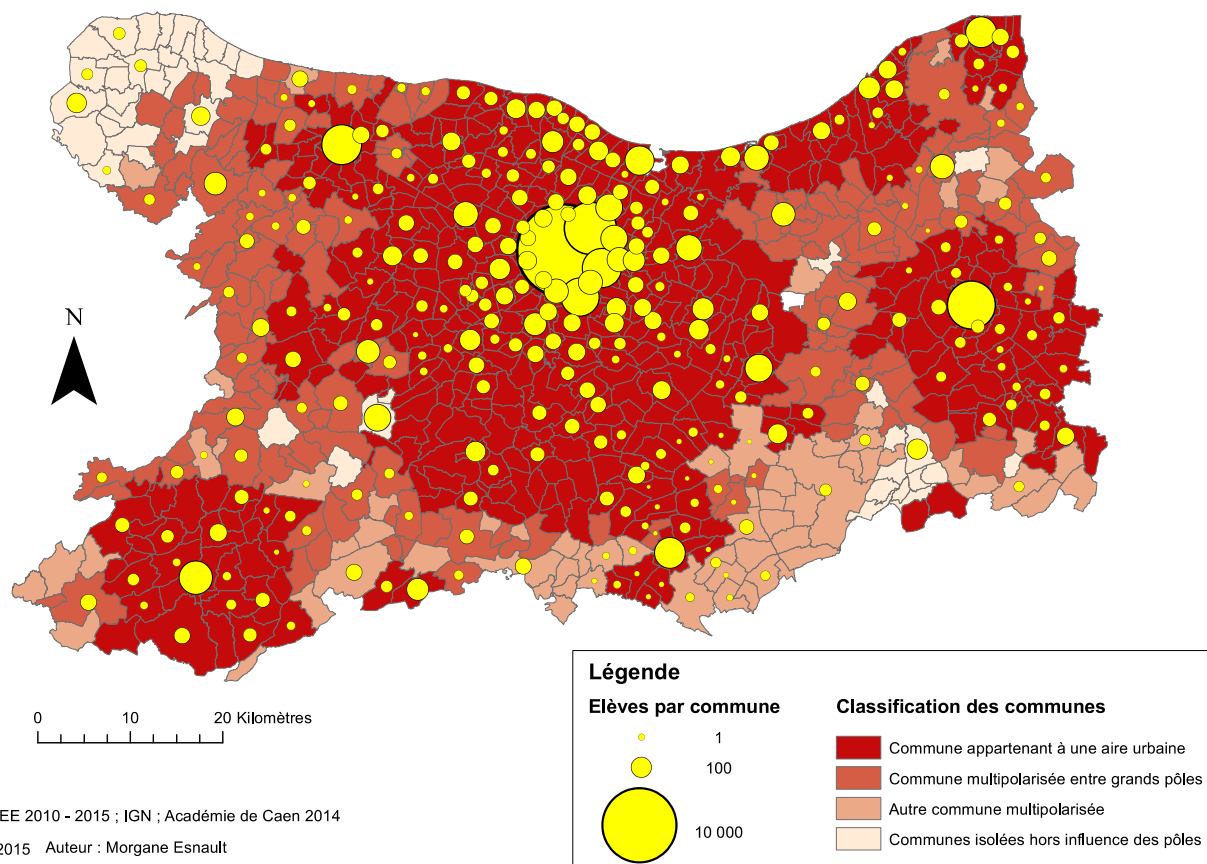 N
0 10 20 Kilomètres
EE 2010 - 2015 ; IGN ; Académie de Caen 2014
2015 Auteur : Morgane Esnault
Légende
Elèves par commune
1
100
10 000
Classification des communes
Commune appartenant à une aire urbaine
Commune multipolarisée entre grands pôles
Autre commune multipolarisée
Communes isolées hors influence des pôles